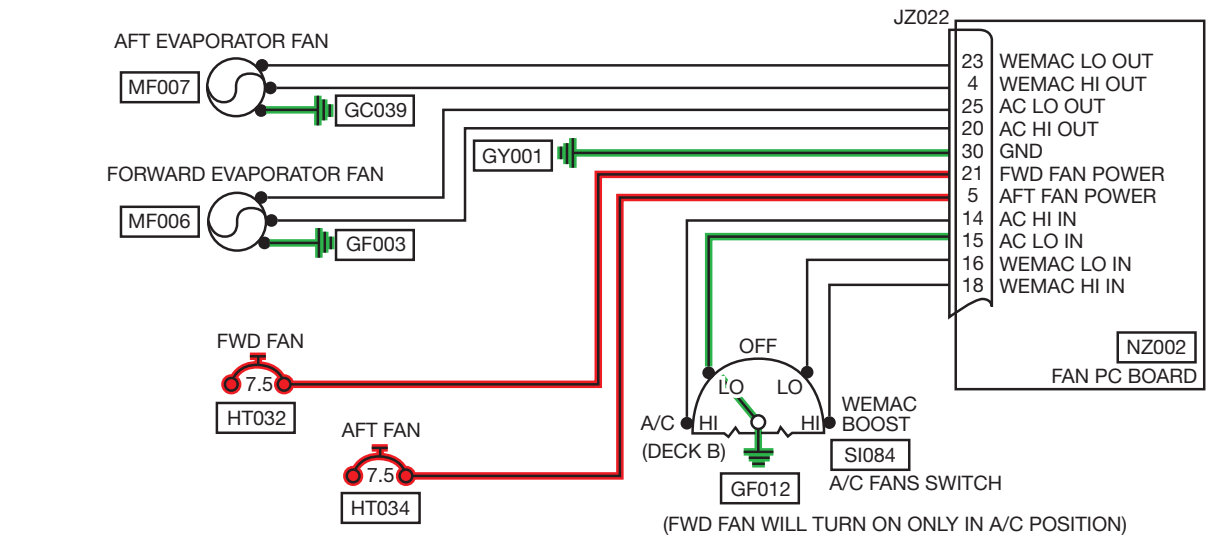 JZ022
AFT EVAPORATOR FAN
MF007
GC039
FORWARD EVAPORATOR FAN
MF006
GF003
GY001
23 WEMAC LO OUT
4 WEMAC HI OUT
25 AC LO OUT
20 AC HI OUT
30 GND
21 FWD FAN POWER
5 AFT FAN POWER
14 AC HI IN
15 AC LO IN
16 WEMAC LO IN
18 WEMAC HI IN
NZ002
FAN PC BOARD
FWD FAN
7.5
HT032
AFT FAN
7.5
HT034
OFF
LO LO
A/C HI HI WEMAC
BOOST
(DECK B)
SI084
A/C FANS SWITCH
GF012
(FWD FAN WILL TURN ON ONLY IN A/C POSITION)